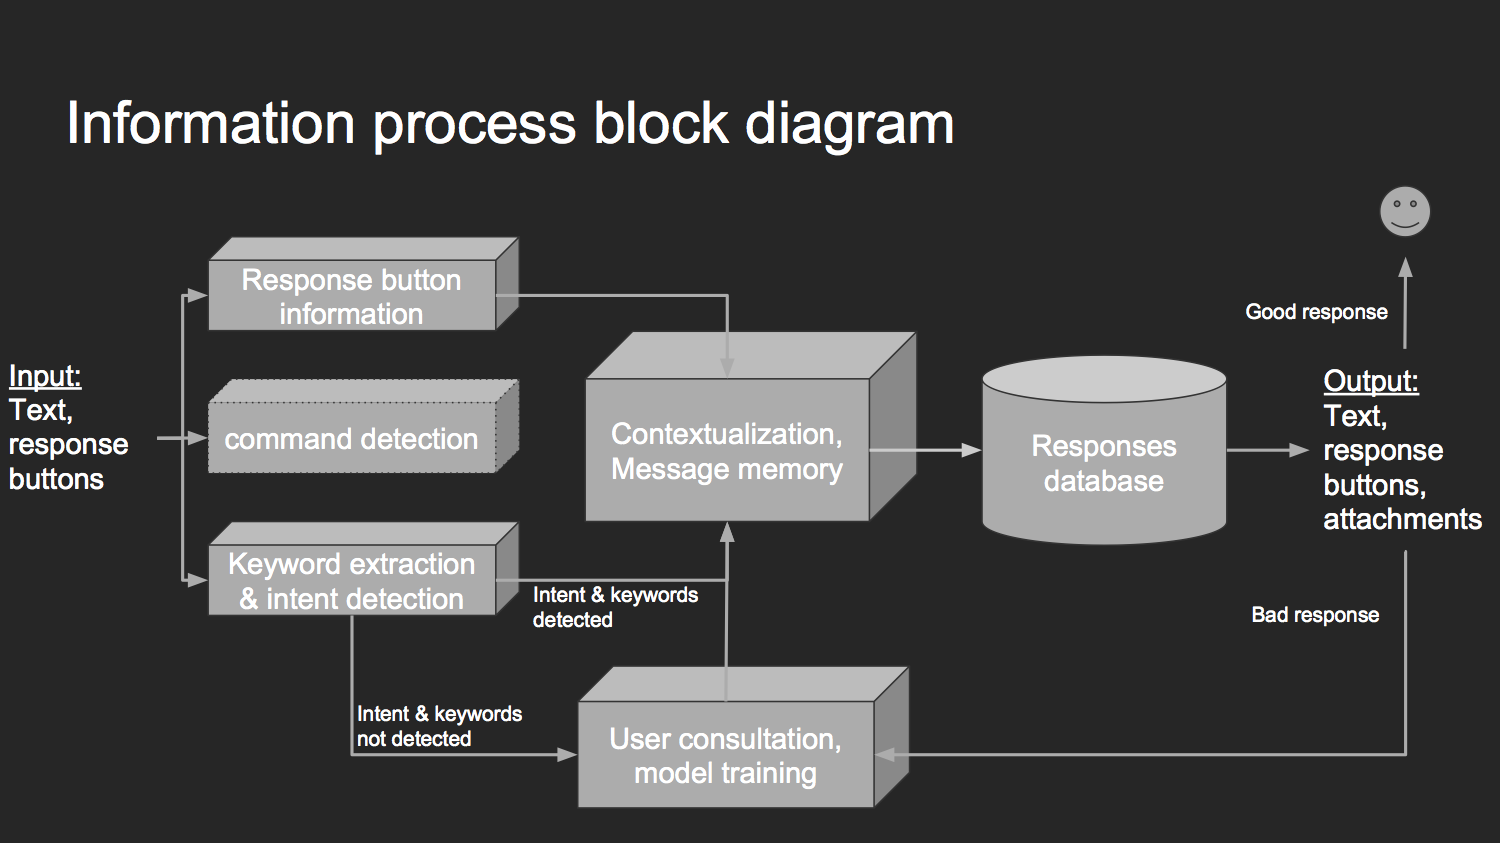 Information process block diagram
Response button
information
Input:
Text,
response
buttons
command detection
Keyword extraction
& intent detection
Intent & keywords
detected
Intent & keywords
not detected
Contextualization,
Message memory
User consultation,
model training
Responses
database
Good response
Output:
Text,
response
buttons,
attachments
Bad response